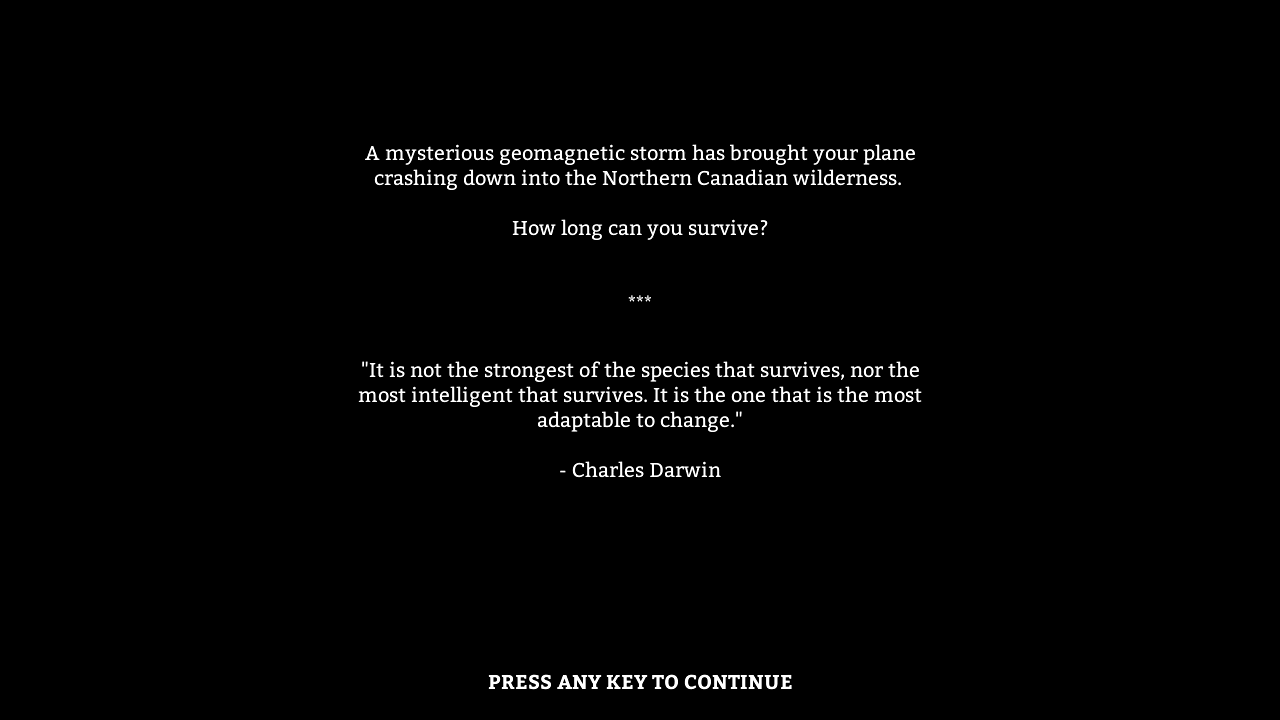 A mysterious geomagnetic storm has brought your plane
crashing down into the Northern Canadian wilderness.
How long can you survive?
***
"It is not the strongest of the species that survives, nor the
most intelligent that survives. It is the one that is the most
adaptable to change."
- Charles Darwin
PRESS ANY KEY TO CONTINUE